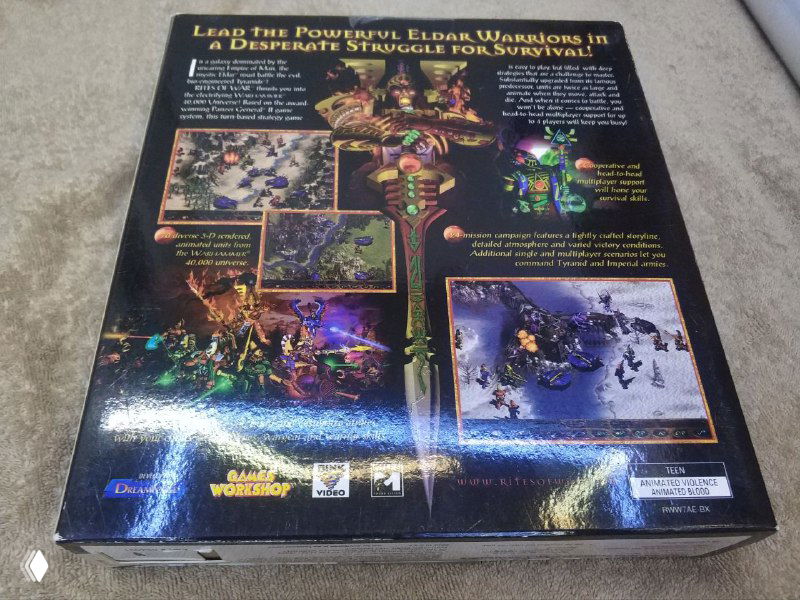 LEAD THE POWERFUL ELDAR WARRIORS IN
A DESPERATE STRUGGLE FOR SURVIVAL!
In a galaxy dominated by the
uncaring Empire of Man, the
mystic Eldar must battle the evil
bio-engineered Tyranids!
RITES OF WAR thrusts you into
the electrifying WARHAMMER
40,000 Universe! Based on the award-
winning Panzer General II game
system, this turn-based strategy game
is easy to play but filled with deep
strategies that are a challenge to master.
Substantially upgraded from its famous
predecessor, units are twice as large and
animate when they move, attack and
die. And when it comes to battle, you
won't be alone — cooperative and
head-to-head multiplayer support for up
to 4 players will keep you busy!
Cooperative and
head-to-head
multiplayer support
will hone your
survival skills.
diverse 3-D rendered,
animated units from
the WARHAMMER
40,000 universe.
24-mission campaign features a tightly crafted storyline,
detailed atmosphere and varied victory conditions.
Additional single and multiplayer scenarios let you
command Tyranid and Imperial armies.
with your
GAMES
WORKSHOP
BINK
VIDEO
WWW.RITESOFW
TEEN
ANIMATED VIOLENCE
ANIMATED BLOOD
RWW7AE-BX